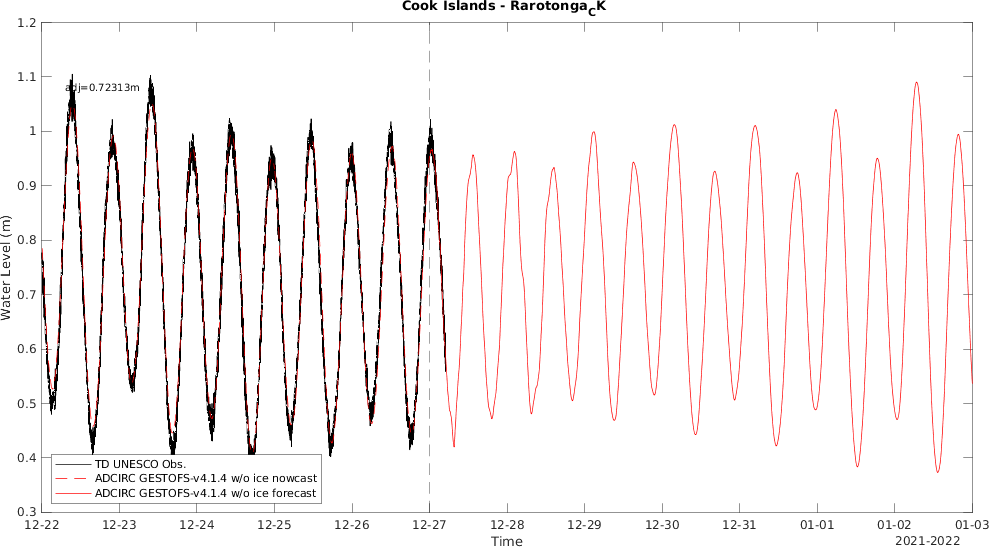 Cook Islands - RarotongaCK
1.2
1.1
adj=0.72313m
1
0.9
0.8
Water Level (m)
0.7
0.6
0.5
0.4
TD UNESCO Obs.
ADCIRC GESTOFS-v4.1.4 w/o ice nowcast
ADCIRC GESTOFS-v4.1.4 w/o ice forecast
0.3
12-22 12-23 12-24 12-25 12-26 12-27 12-28 12-29 12-30 12-31 01-01 01-02 01-03
Time
2021-2022